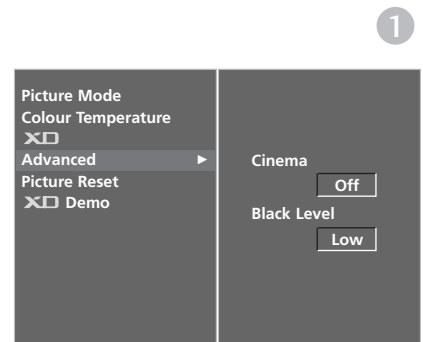 1
Picture Mode
Colour Temperature
XD
Advanced ►
Picture Reset
XD Demo
Cinema
Off
Black Level
Low